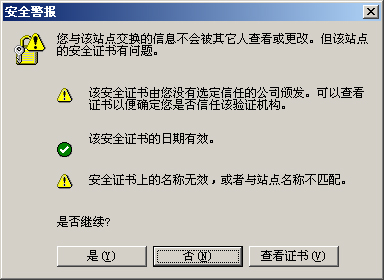 安全警报
您与该站点交换的信息不会被其它人查看或更改。但该站点
的安全证书有问题。
该安全证书由您没有选定信任的公司颁发。可以查看
证书以便确定您是否信任该验证机构。
该安全证书的日期有效。
安全证书上的名称无效，或者与站点名称不匹配。
是否继续?
是(Y) 否(N) 查看证书(V)